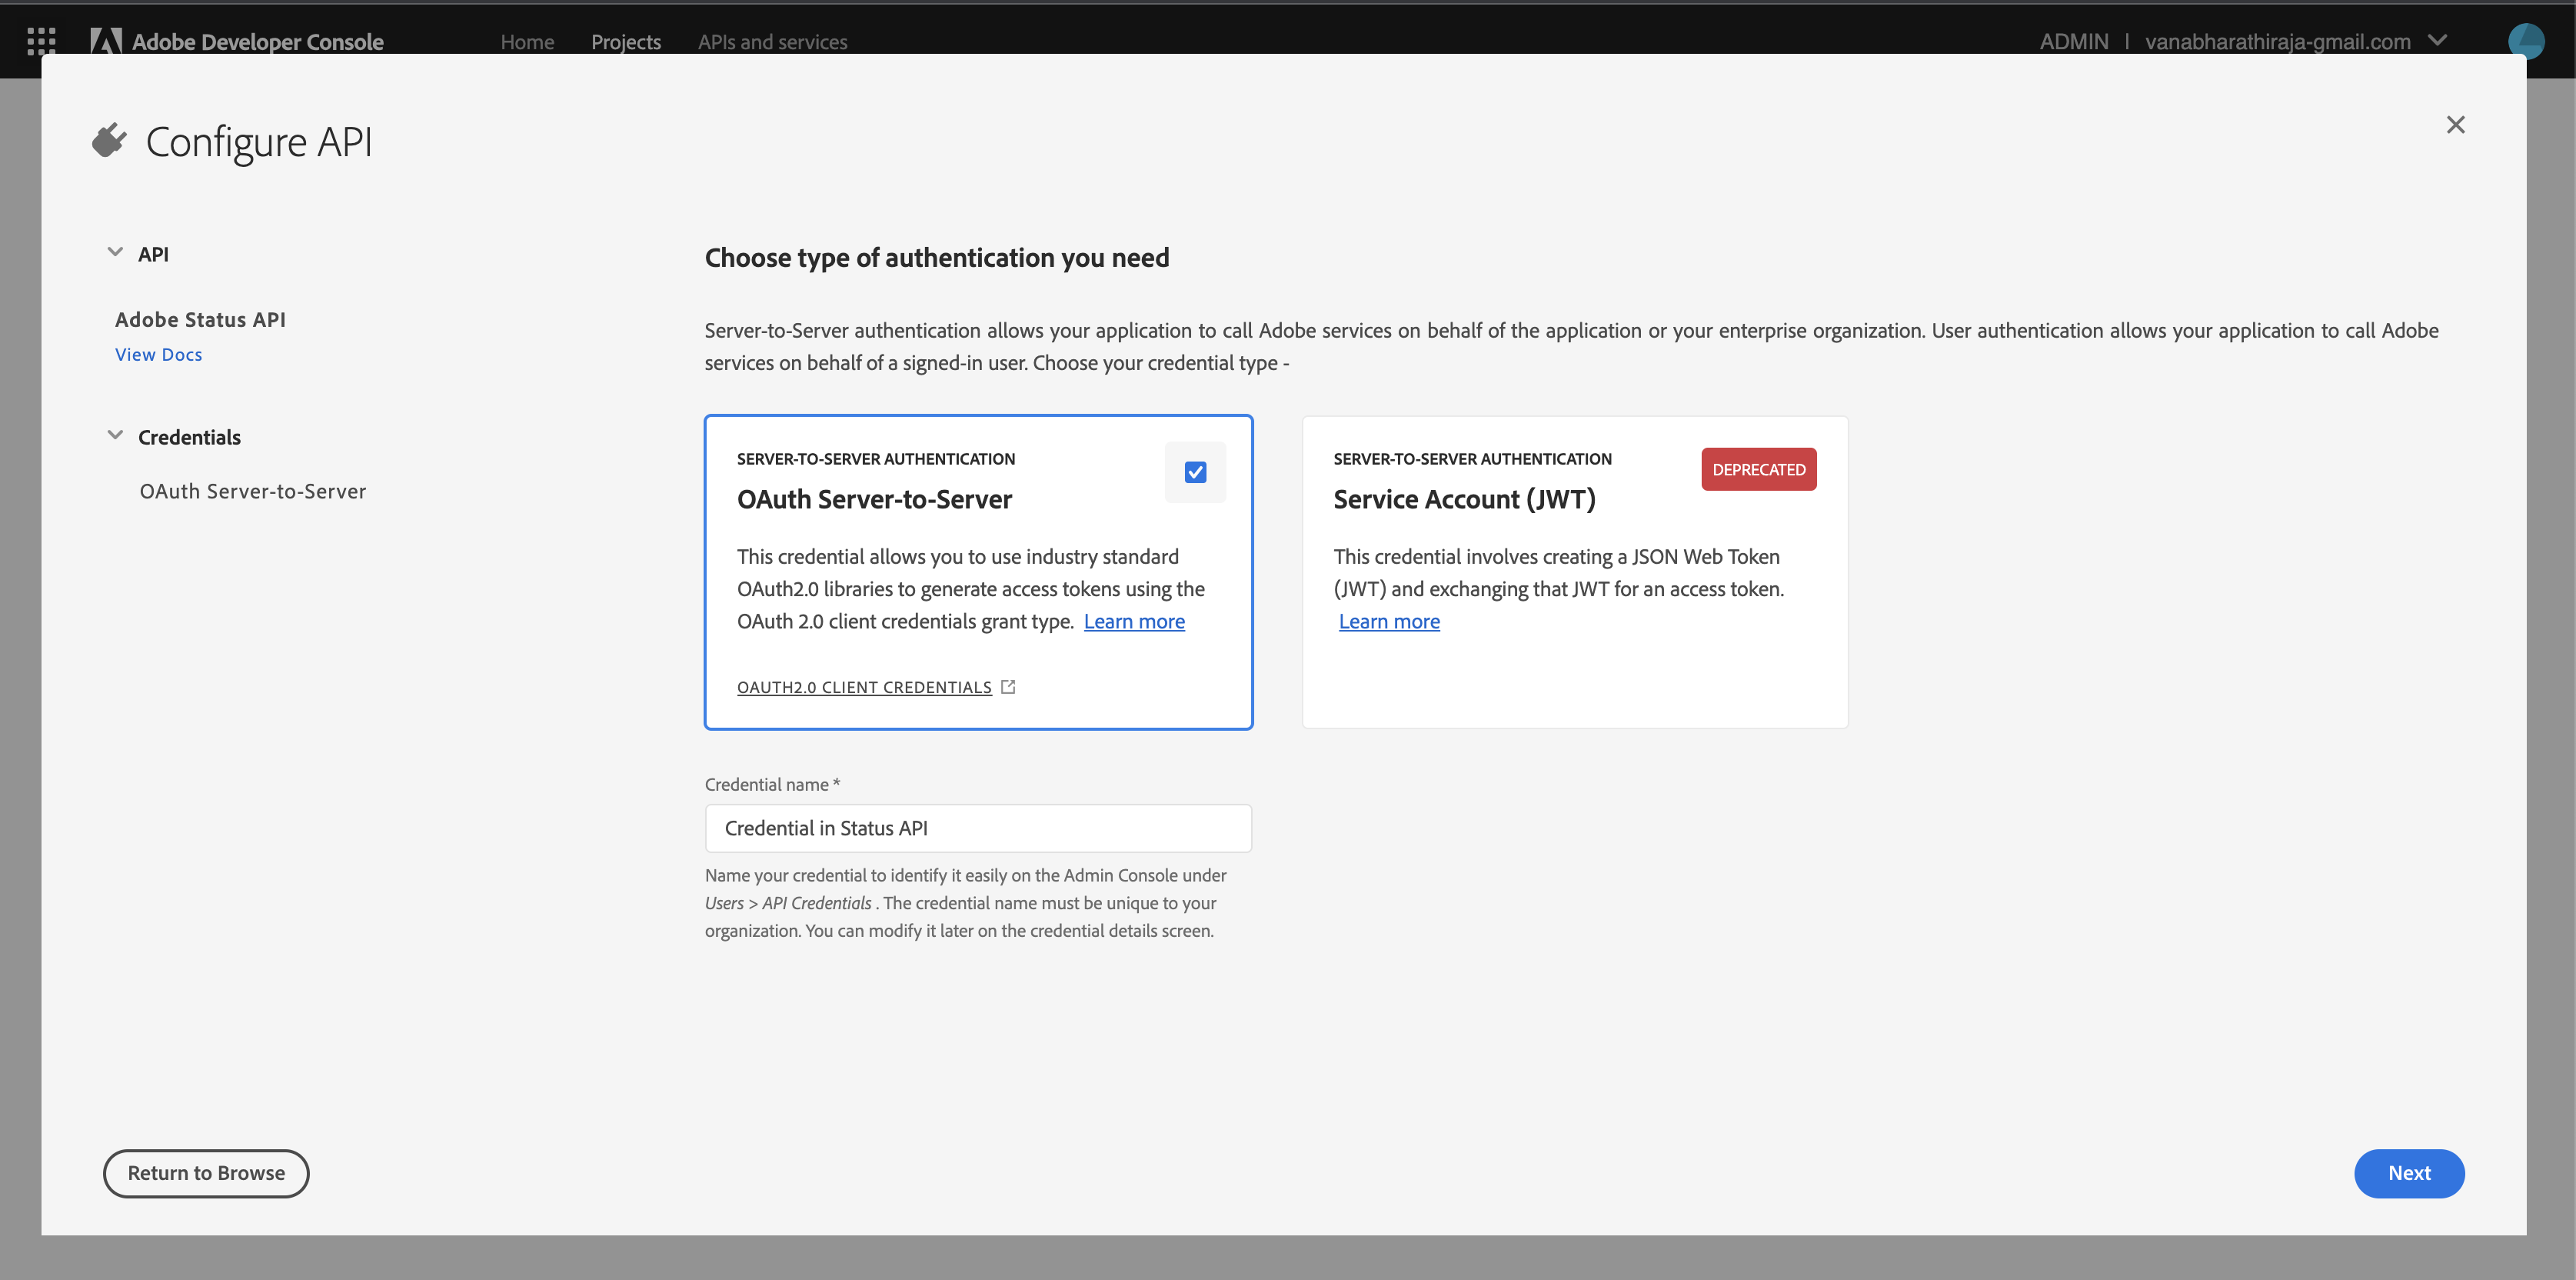 Adobe Developer Console
Home
Projects
APIs and services
ADMIN | vanabharathiraja-gmail.com
Configure API
API
Adobe Status API
View Docs
Credentials
OAuth Server-to-Server
Choose type of authentication you need
Server-to-Server authentication allows your application to call Adobe services on behalf of the application or your enterprise organization. User authentication allows your application to call Adobe
services on behalf of a signed-in user. Choose your credential type -
SERVER-TO-SERVER AUTHENTICATION
OAuth Server-to-Server
This credential allows you to use industry standard
OAuth2.0 libraries to generate access tokens using the
OAuth 2.0 client credentials grant type. Learn more
OAUTH2.0 CLIENT CREDENTIALS
SERVER-TO-SERVER AUTHENTICATION
DEPRECATED
Service Account (JWT)
This credential involves creating a JSON Web Token
(JWT) and exchanging that JWT for an access token.
Learn more
Credential name *
Credential in Status API
Name your credential to identify it easily on the Admin Console under
Users > API Credentials . The credential name must be unique to your
organization. You can modify it later on the credential details screen.
Return to Browse
Next